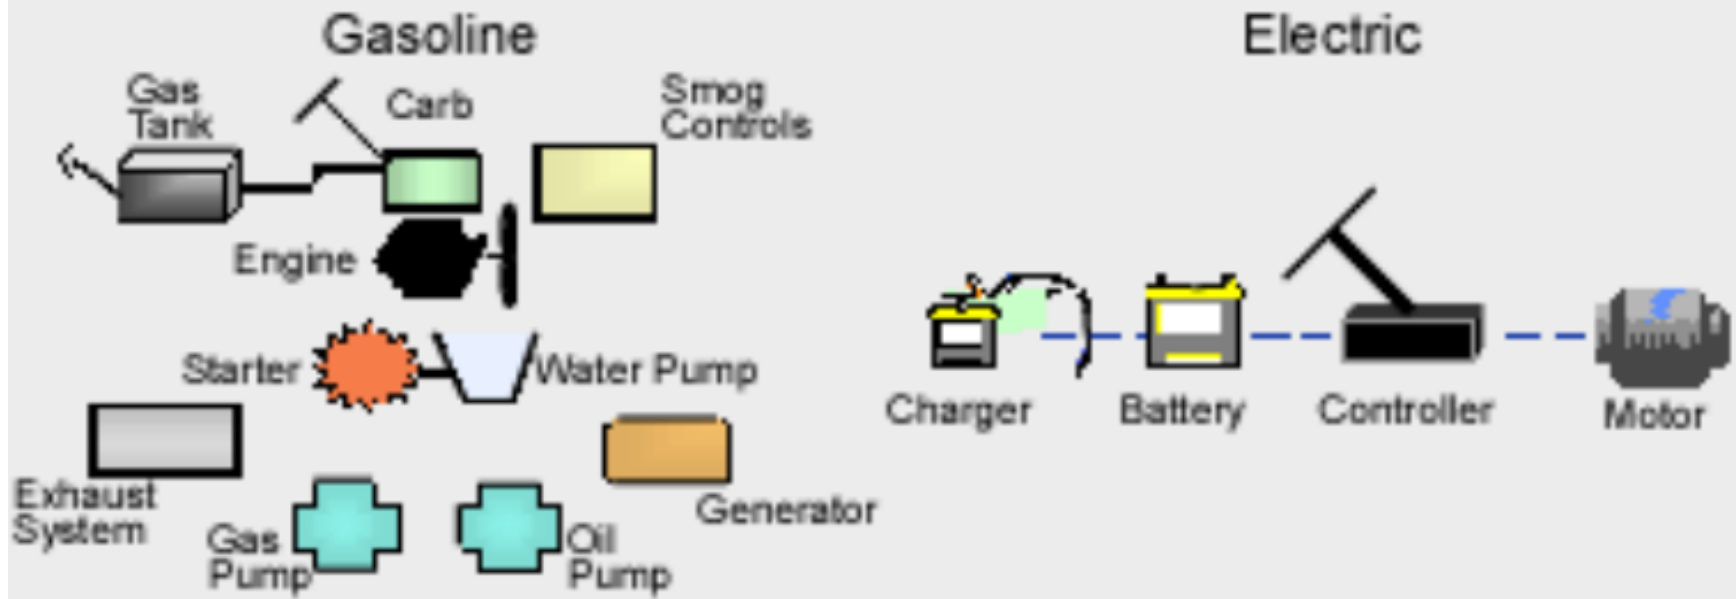 Gasoline
Electric
Gas
Tank
Carb
Smog
Controls
Engine
Starter
Water Pump
Charger
Battery
Controller
Motor
Exhaust
System
Generator
Gas
Pump
Oil
Pump